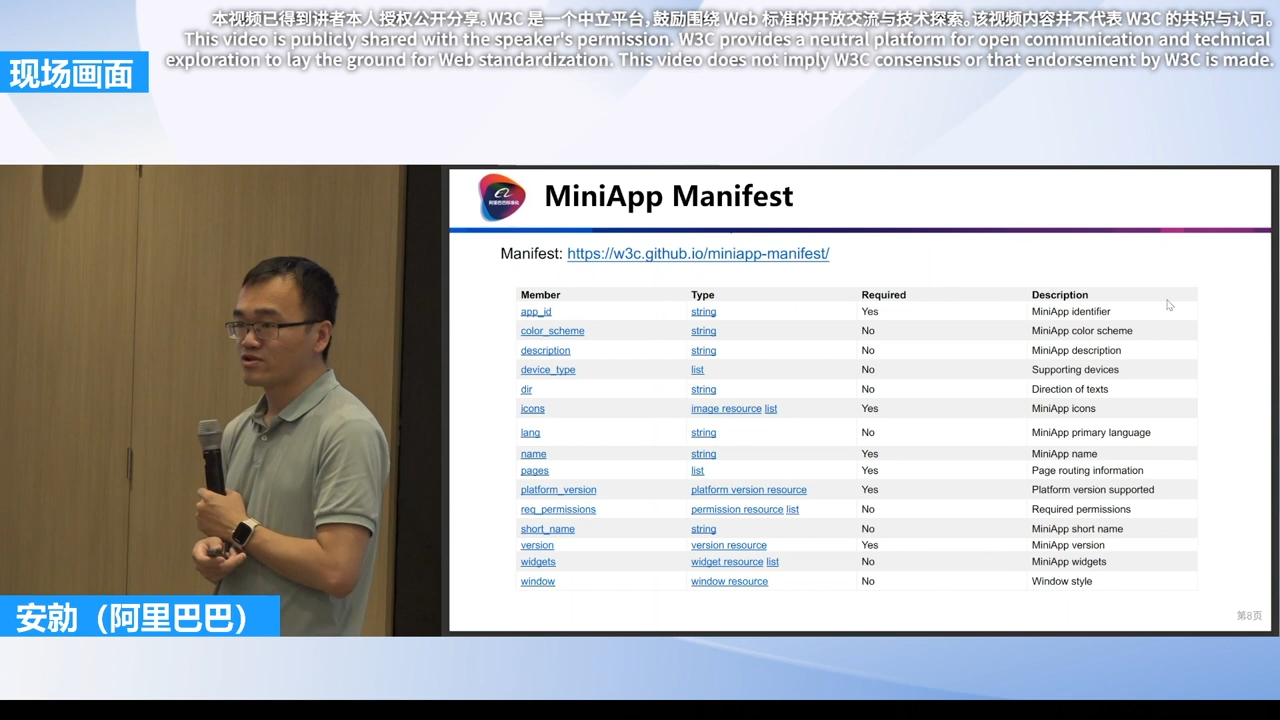 本视频已得到讲者本人授权公开分享。W3C 是一个中立平台，鼓励围绕 Web 标准的开放交流与技术探索。该视频内容并不代表 W3C 的共识与认可。
This video is publicly shared with the speaker's permission. W3C provides a neutral platform for open communication and technical
exploration to lay the ground for Web standardization. This video does not imply W3C consensus or that endorsement by W3C is made.
现场画面
阿里巴巴标准化
MiniApp Manifest
Manifest: https://w3c.github.io/miniapp-manifest/
Member Type Required Description
app_id string Yes MiniApp identifier
color_scheme string No MiniApp color scheme
description string No MiniApp description
device_type list No Supporting devices
dir string No Direction of texts
icons image resource list Yes MiniApp icons
lang string No MiniApp primary language
name string Yes MiniApp name
pages list Yes Page routing information
platform_version platform version resource Yes Platform version supported
req_permissions permission resource list No Required permissions
short_name string No MiniApp short name
version version resource Yes MiniApp version
widgets widget resource list No MiniApp widgets
window window resource No Window style
第8页
安勍（阿里巴巴）